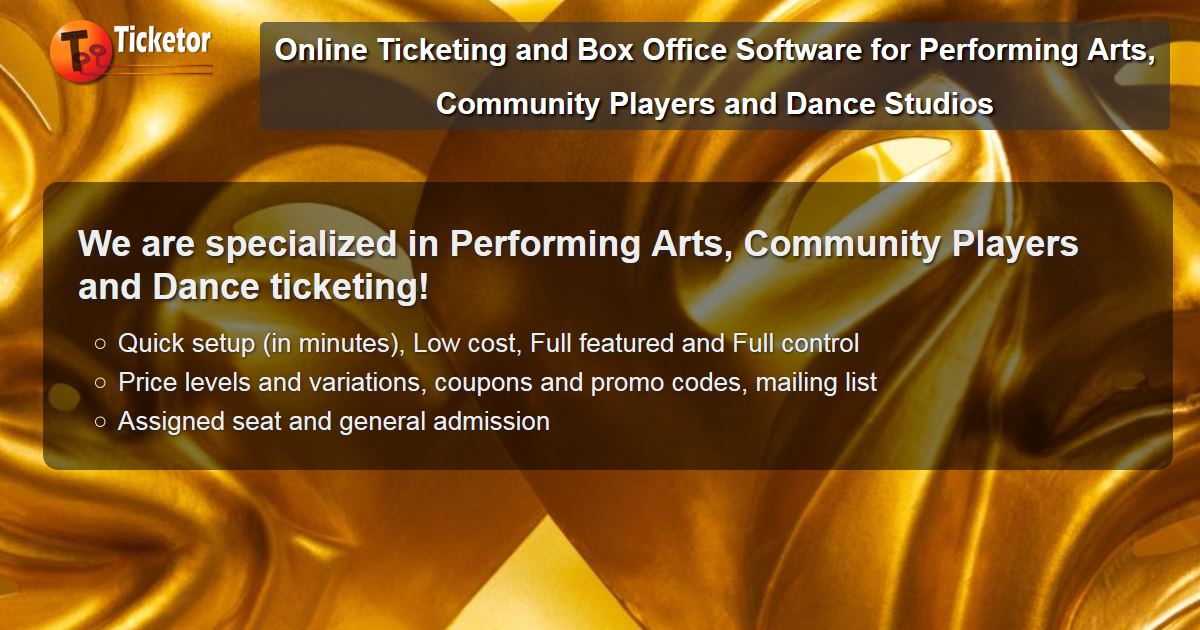 Ticketor
Online Ticketing and Box Office Software for Performing Arts,
Community Players and Dance Studios
We are specialized in Performing Arts, Community Players
and Dance ticketing!
Quick setup (in minutes), Low cost, Full featured and Full control
Price levels and variations, coupons and promo codes, mailing list
Assigned seat and general admission